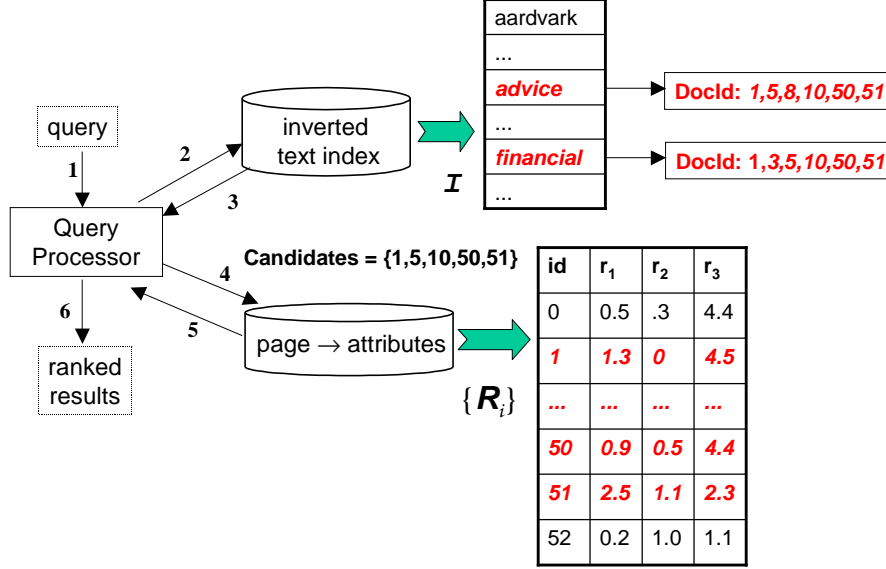 aardvark
...
advice
DocId: 1,5,8,10,50,51
...
financial
DocId: 1,3,5,10,50,51
...
query
1
2
inverted
text index
I
3
Query
Processor
4
Candidates = {1,5,10,50,51}
5
6
page → attributes
{Ri}
ranked
results
id r1 r2 r3
0 0.5 .3 4.4
1 1.3 0 4.5
... ... ... ...
50 0.9 0.5 4.4
51 2.5 1.1 2.3
52 0.2 1.0 1.1